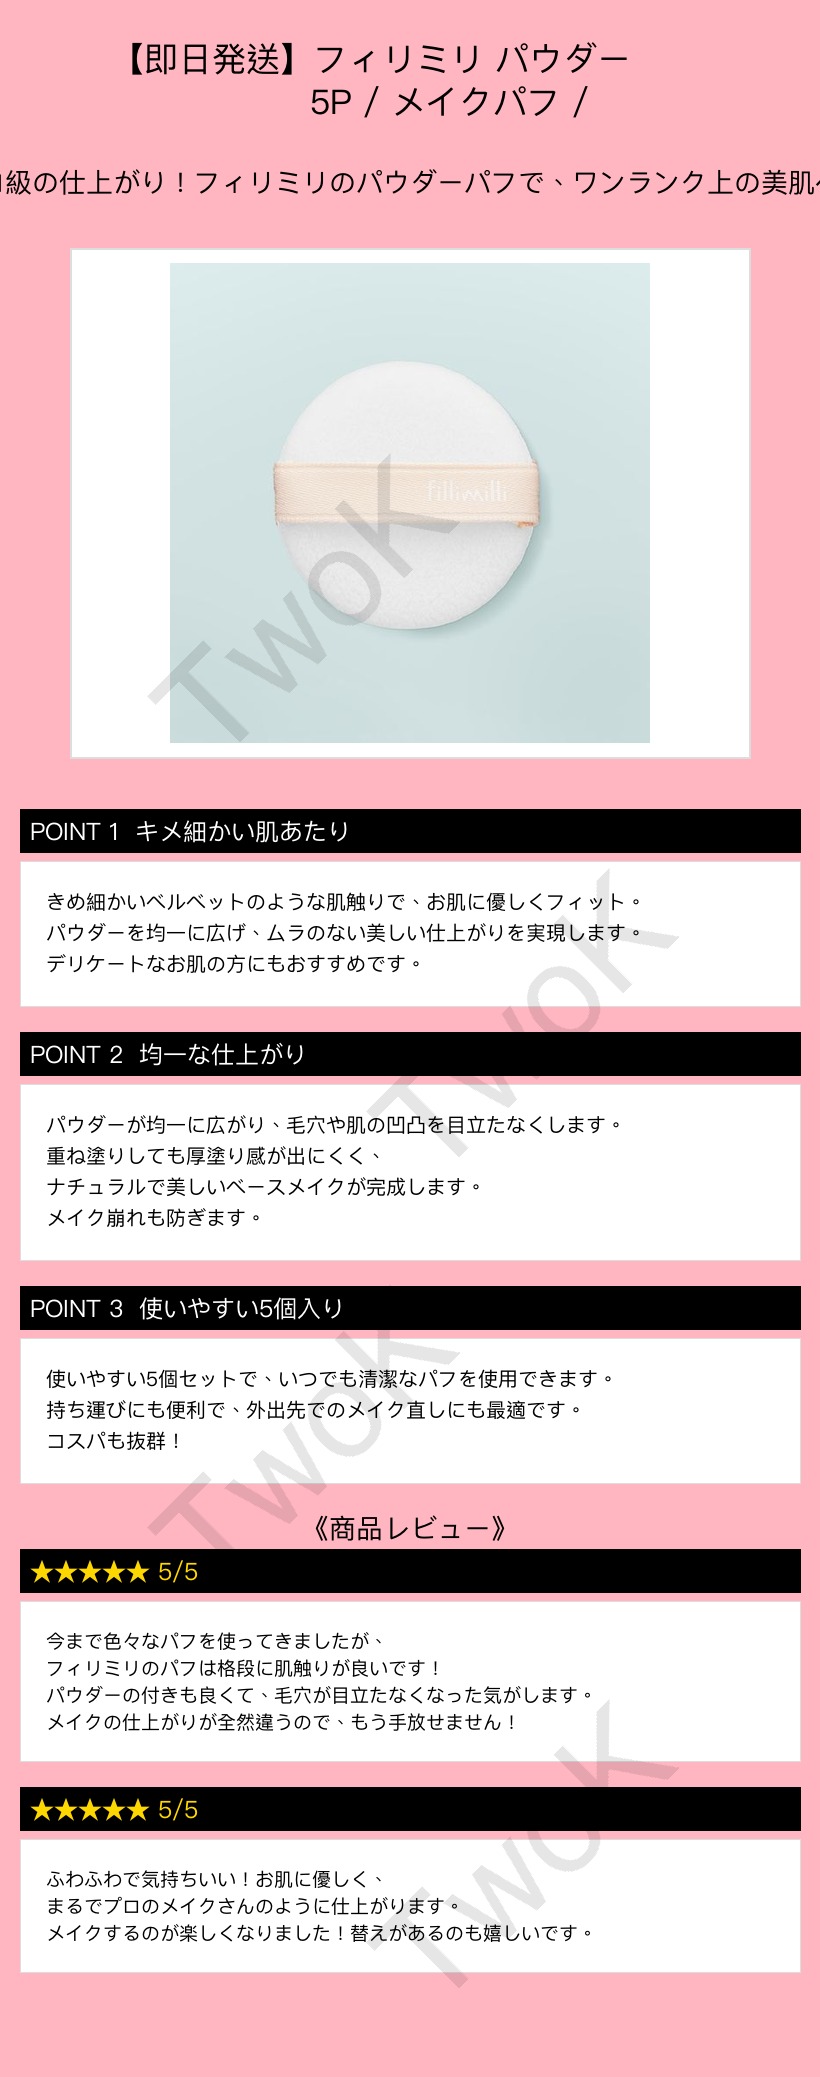 【即日発送】フィリミリ パウダー
5P / メイクパフ /
級の仕上がり！フィリミリのパウダーパフで、ワンランク上の美肌へ
fillimilli
TwoK
POINT 1 キメ細かい肌あたり
きめ細かいベルベットのような肌触りで、お肌に優しくフィット。
パウダーを均一に広げ、ムラのない美しい仕上がりを実現します。
デリケートなお肌の方にもおすすめです。
TwoK
POINT 2 均一な仕上がり
パウダーが均一に広がり、毛穴や肌の凹凸を目立たなくします。
重ね塗りしても厚塗り感が出にくく、
ナチュラルで美しいベースメイクが完成します。
メイク崩れも防ぎます。
POINT 3 使いやすい5個入り
使いやすい5個セットで、いつでも清潔なパフを使用できます。
持ち運びにも便利で、外出先でのメイク直しにも最適です。
コスパも抜群！
TwoK
《商品レビュー》
★★★★★ 5/5
今まで色々なパフを使ってきましたが、
フィリミリのパフは格段に肌触りが良いです！
パウダーの付きも良くて、毛穴が目立たなくなった気がします。
メイクの仕上がりが全然違うので、もう手放せません！
★★★★★ 5/5
ふわふわで気持ちいい！お肌に優しく、
まるでプロのメイクさんのように仕上がります。
メイクするのが楽しくなりました！替えがあるのも嬉しいです。
TwoK